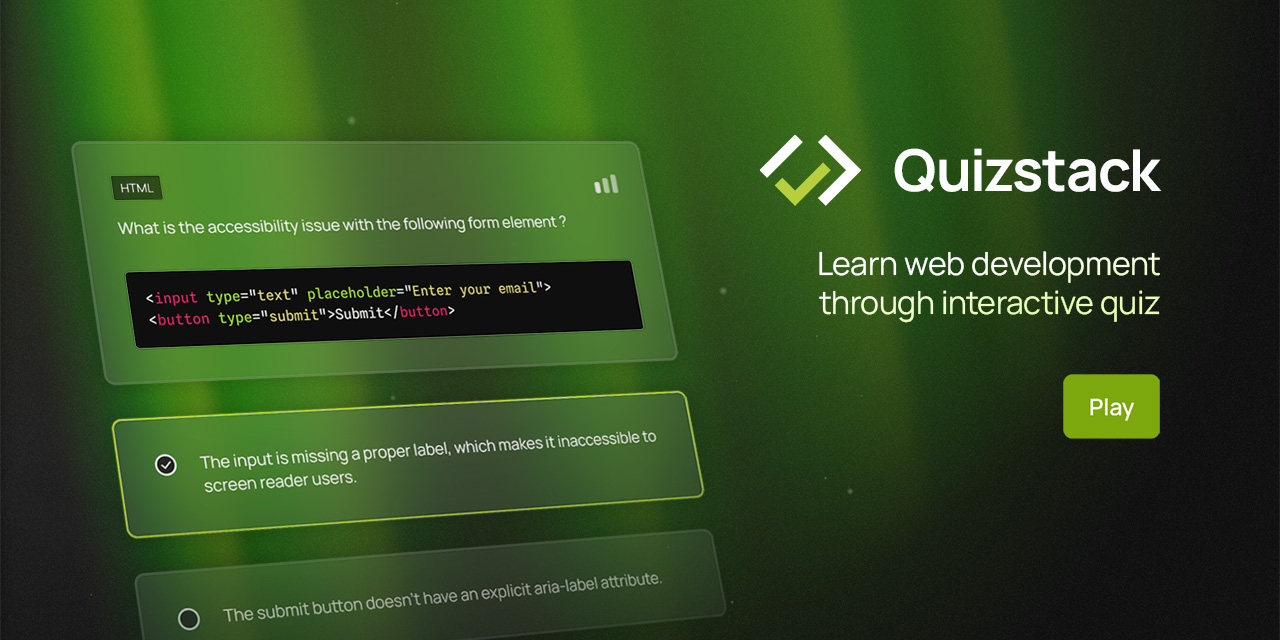 HTML
What is the accessibility issue with the following form element ?
<input type="text" placeholder="Enter your email">
<button type="submit">Submit</button>
The input is missing a proper label, which makes it inaccessible to
screen reader users.
The submit button doesn't have an explicit aria-label attribute.
Quizstack
Learn web development
through interactive quiz
Play